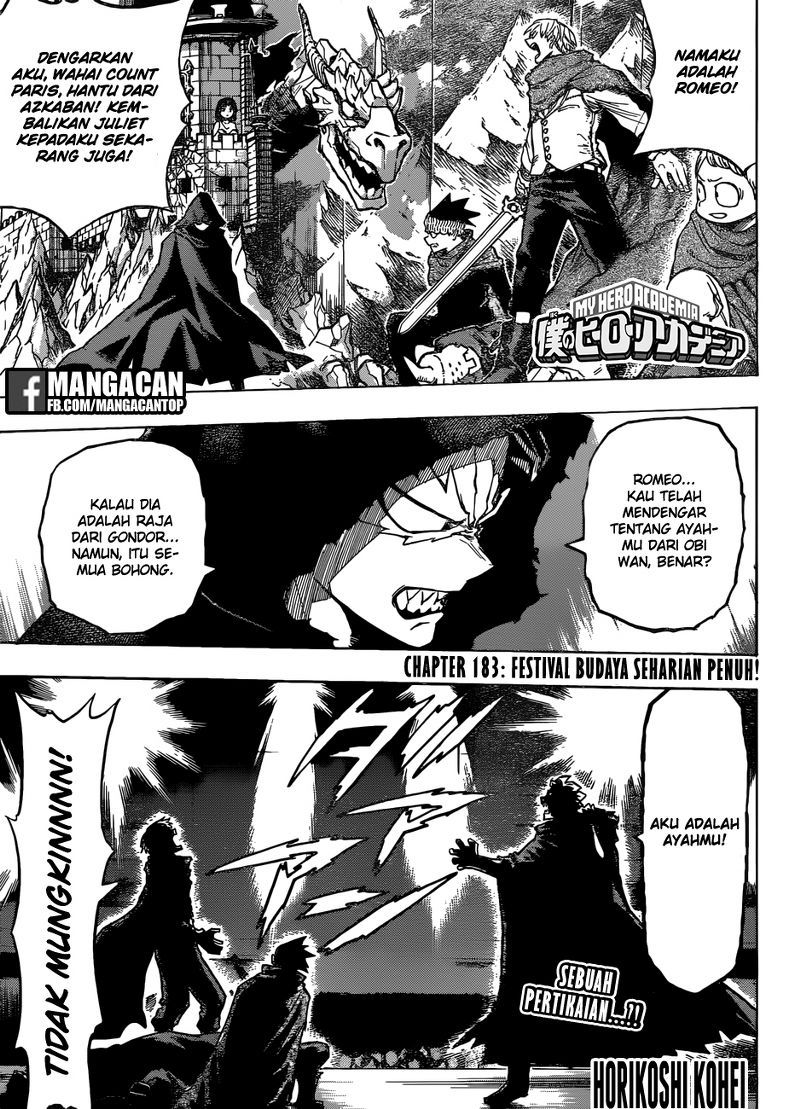 NAMAKU
ADALAH
ROMEO!
DENGARKAN
AKU, WAHAI COUNT
PARIS, HANTU DARI
AZKABAN! KEM-
BALIKAN JULIET
KEPADAKU SEKA-
RANG JUGA!
MY HERO ACADEMIA
僕のヒーローアカデミア
MANGACAN
FB.COM/MANGACANTOP
ROMEO...
KAU TELAH
MENDENGAR
TENTANG AYAH-
MU DARI OBI
WAN, BENAR?
KALAU DIA
ADALAH RAJA
DARI GONDOR...
NAMUN, ITU SE-
MUA BOHONG.
CHAPTER 183: FESTIVAL BUDAYA SEHARIAN PENUH!
AKU ADALAH
AYAHMU!
TIDAK MUNGKINNNN!
SEBUAH
PERTIKAIAN...?!
HORIKOSHI KOHEI